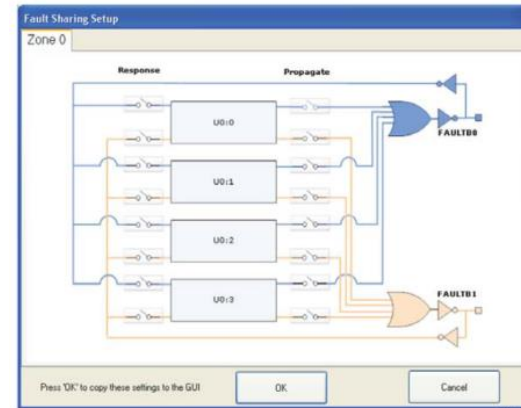 Fault Sharing Setup
Zone 0
Response
Propagate
U0:0
FAULTB0
U0:1
U0:2
U0:3
FAULTB1
Press 'OK' to copy these settings to the GUI
OK
Cancel